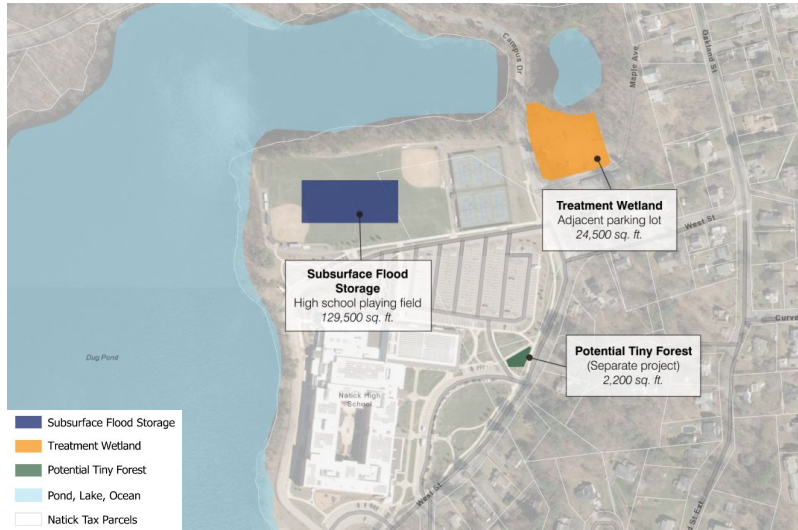 Campus Dr
Maple Ave
Oakland St
Treatment Wetland
Adjacent parking lot
24,500 sq. ft.
West St
Subsurface Flood
Storage
High school playing field
129,500 sq. ft.
Curve
Potential Tiny Forest
(Separate project)
2,200 sq. ft.
Dug Pond
Natick High
School
West St
d St Ext
Subsurface Flood Storage
Treatment Wetland
Potential Tiny Forest
Pond, Lake, Ocean
Natick Tax Parcels